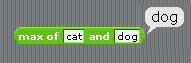 dog
max of cat and dog